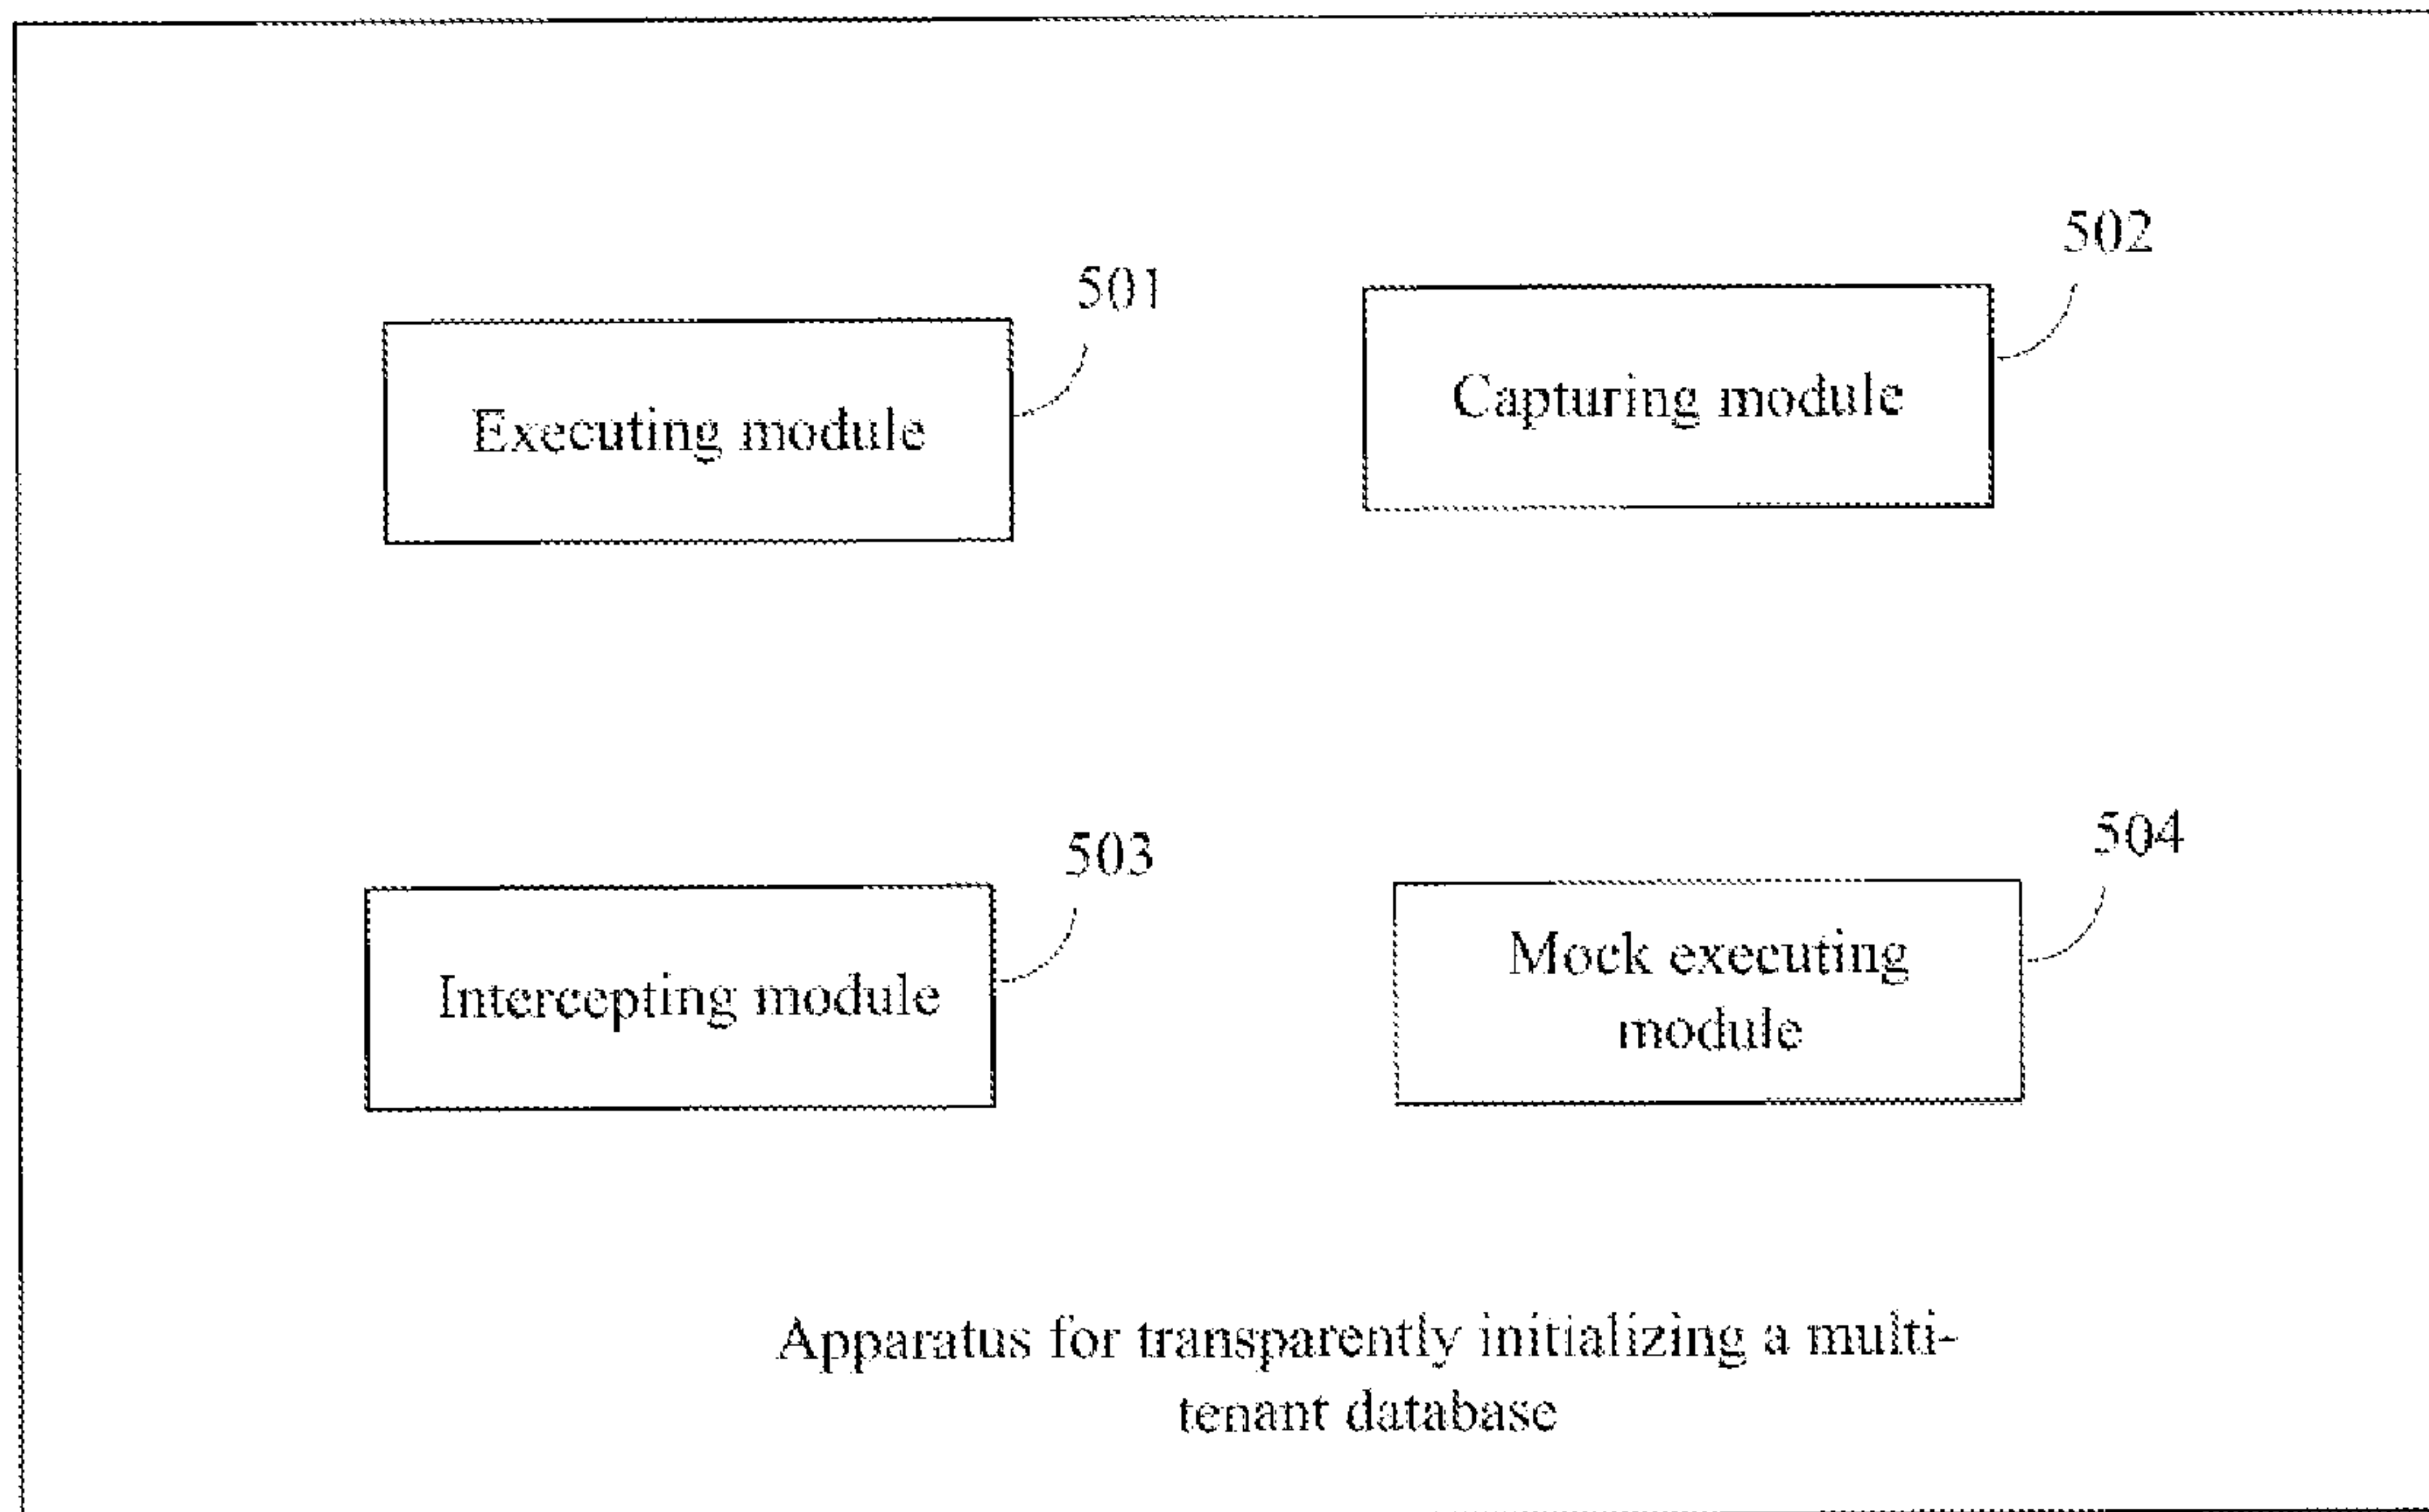 501
502
Executing module
Capturing module
503
504
Intercepting module
Mock executing
module
Apparatus for transparently initializing a multi-
tenant database